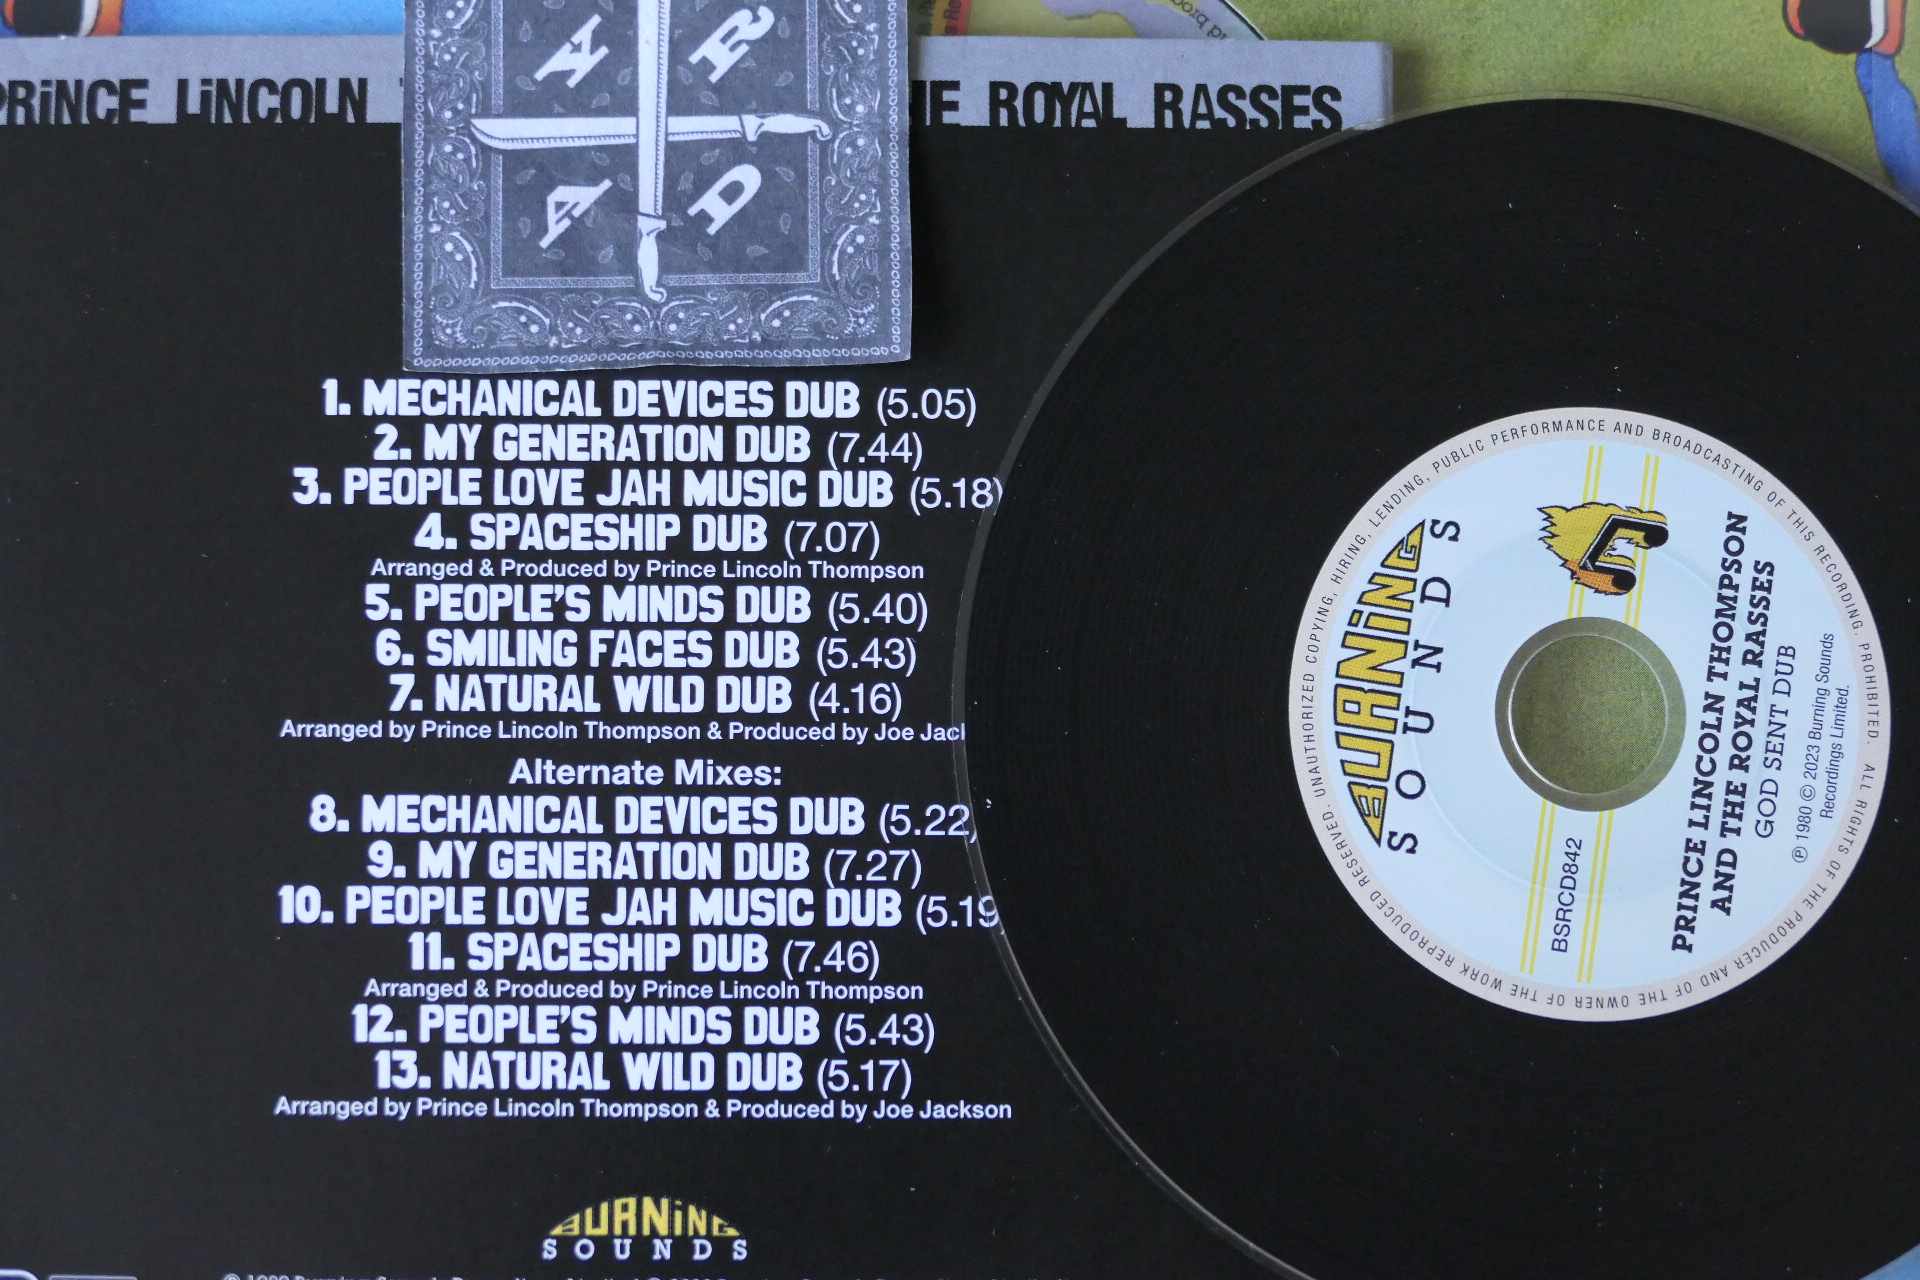 PRiNCE LiNCOLN
ROYAL RASSES
Y R
A D
1. MECHANICAL DEVICES DUB (5.05)
2. MY GENERATION DUB (7.44)
3. PEOPLE LOVE JAH MUSIC DUB (5.18)
4. SPACESHIP DUB (7.07)
Arranged & Produced by Prince Lincoln Thompson
5. PEOPLE'S MINDS DUB (5.40)
6. SMILING FACES DUB (5.43)
7. NATURAL WILD DUB (4.16)
Arranged by Prince Lincoln Thompson & Produced by Joe
Alternate Mixes:
8. MECHANICAL DEVICES DUB (5.22)
9. MY GENERATION DUB (7.27)
10. PEOPLE LOVE JAH MUSIC DUB (5.19)
11. SPACESHIP DUB (7.46)
Arranged & Produced by Prince Lincoln Thompson
12. PEOPLE'S MINDS DUB (5.43)
13. NATURAL WILD DUB (5.17)
Arranged by Prince Lincoln Thompson & Produced by Joe Jackson
BURNiNG
SOUNDS
BURNiNG
SOUNDS
BSRCD842
PRINCE LINCOLN THOMPSON
AND THE ROYAL RASSES
GOD SENT DUB
℗ 1980 © 2023 Burning Sounds
Recordings Limited.
ALL RIGHTS OF THE PRODUCER AND OF THE OWNER OF THE WORK REPRODUCED RESERVED. UNAUTHORIZED COPYING, HIRING, LENDING, PUBLIC PERFORMANCE AND BROADCASTING OF THIS RECORDING, PROHIBITED.